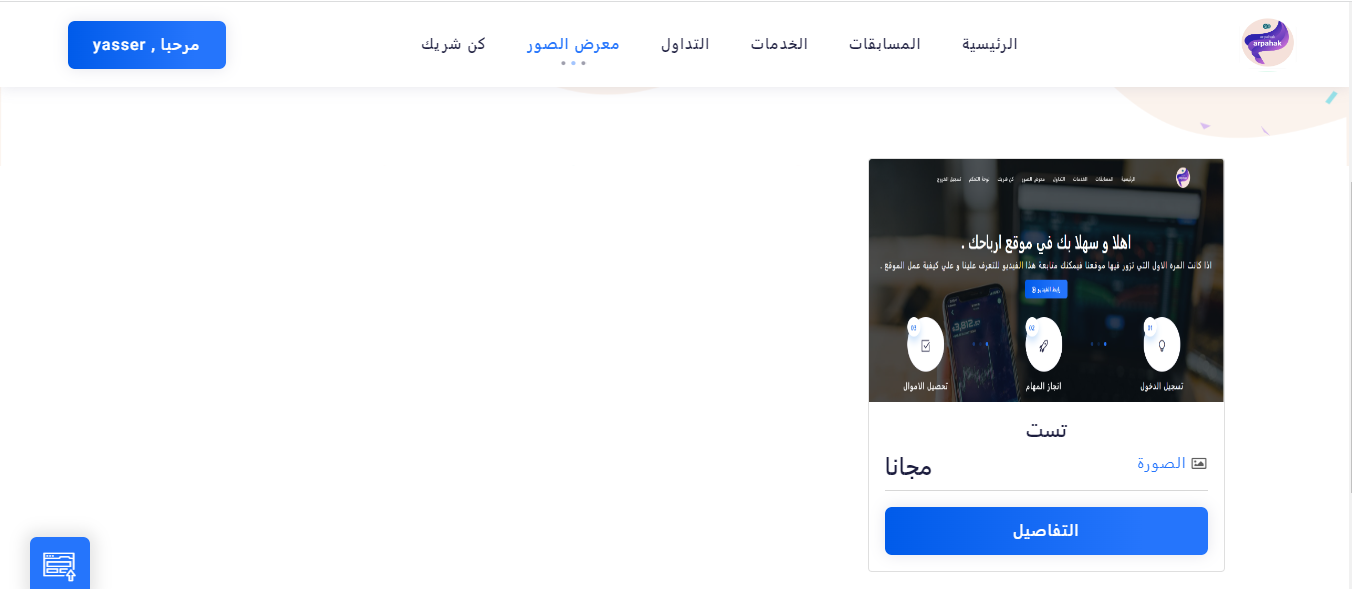 arpahak
الرئيسية
المسابقات
الخدمات
التداول
معرض الصور
كن شريك
مرحبا , yasser
الرئيسية المسابقات الخدمات التداول معرض الصور كن شريك لوحة التحكم تسجيل الخروج
اهلا و سهلا بك في موقع ارباحك .
اذا كانت المره الاول التي تزور فيها موقعنا فيمكنك متابعة هذا الفيديو للتعرف علينا و علي كيفية عمل الموقع .
رابط الفيديو
01
02
03
تسجيل الدخول
انجاز المهام
تحصيل الاموال
تست
الصورة
مجانا
التفاصيل